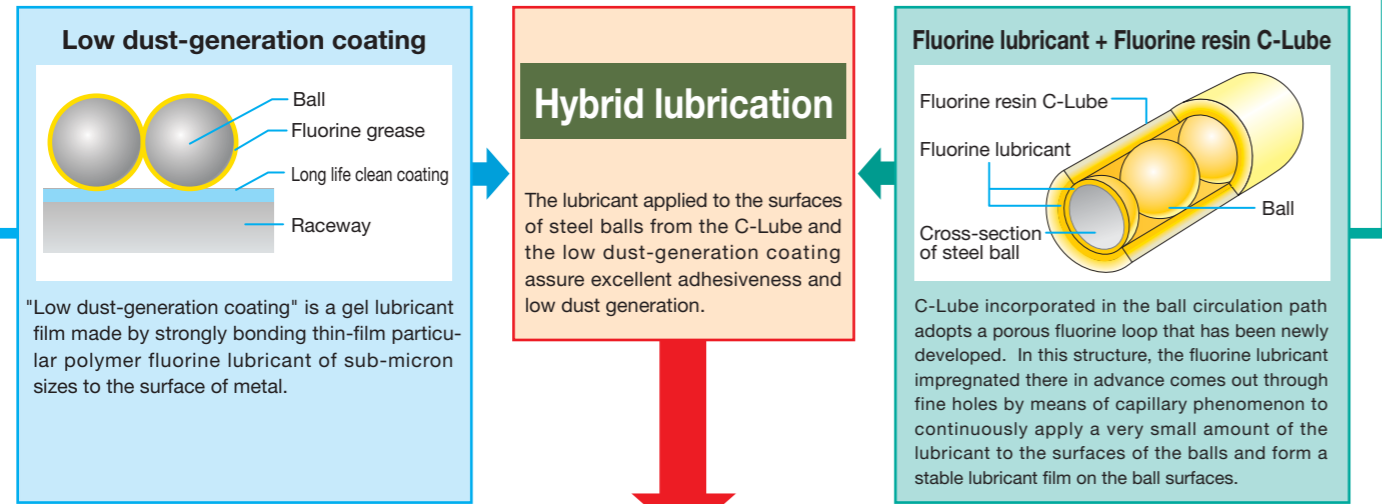 Low dust-generation coating
Ball
Fluorine grease
Long life clean coating
Raceway
"Low dust-generation coating" is a gel lubricant
film made by strongly bonding thin-film particu-
lar polymer fluorine lubricant of sub-micron
sizes to the surface of metal.
Hybrid lubrication
The lubricant applied to the surfaces
of steel balls from the C-Lube and
the low dust-generation coating
assure excellent adhesiveness and
low dust generation.
Fluorine lubricant + Fluorine resin C-Lube
Fluorine resin C-Lube
Fluorine lubricant
Ball
Cross-section
of steel ball
C-Lube incorporated in the ball circulation path
adopts a porous fluorine loop that has been newly
developed. In this structure, the fluorine lubricant
impregnated there in advance comes out through
fine holes by means of capillary phenomenon to
continuously apply a very small amount of the
lubricant to the surfaces of the balls and form a
stable lubricant film on the ball surfaces.